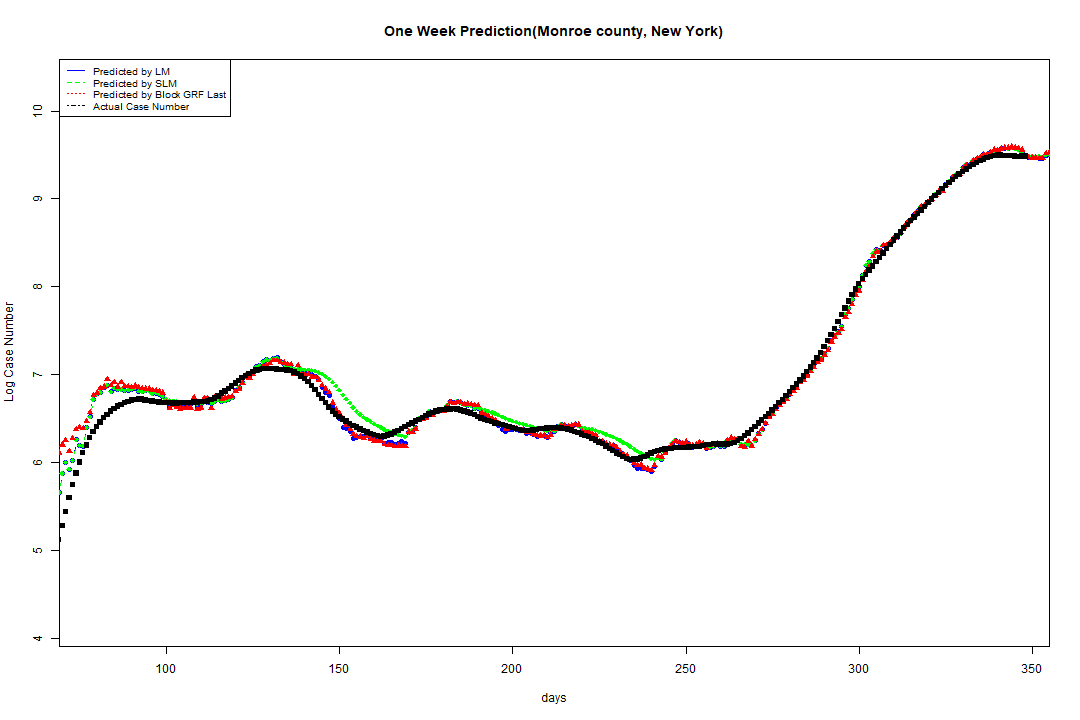 One Week Prediction(Monroe county, New York)
Predicted by LM
Predicted by SLM
Predicted by Block GRF Last
Actual Case Number
10
9
8
7
6
5
4
Log Case Number
100 150 200 250 300 350
days